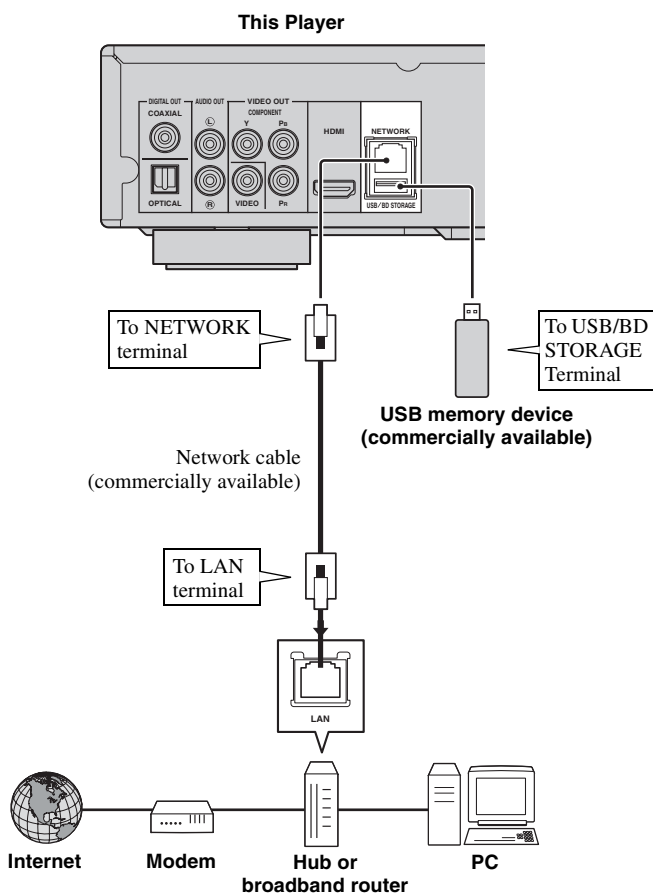 This Player
DIGITAL OUT
AUDIO OUT
VIDEO OUT
COAXIAL
COMPONENT
L
Y
PB
HDMI
NETWORK
OPTICAL
R
VIDEO
PR
USB/BD STORAGE
To NETWORK
terminal
To USB/BD
STORAGE
Terminal
USB memory device
(commercially available)
Network cable
(commercially available)
To LAN
terminal
LAN
Internet
Modem
Hub or
broadband router
PC